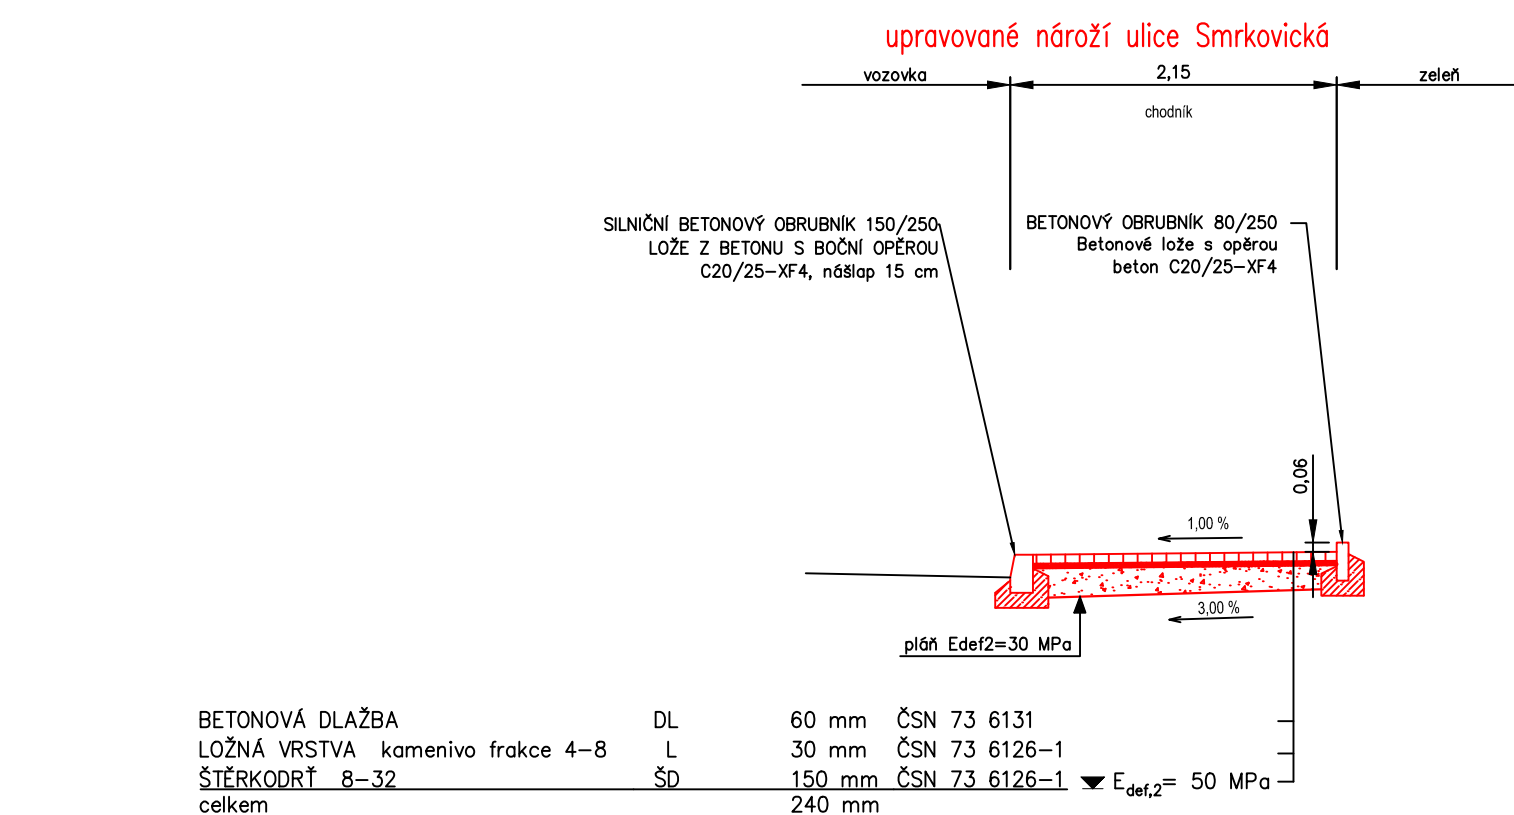 upravované nároží ulice Smrkovická
vozovka 2,15 zeleň
chodník
SILNIČNÍ BETONOVÝ OBRUBNÍK 150/250
LOŽE Z BETONU S BOČNÍ OPĚROU
C20/25-XF4, nášlap 15 cm
BETONOVÝ OBRUBNÍK 80/250
Betonové lože s opěrou
beton C20/25-XF4
0,06
1,00 %
3,00 %
pláň Edef2=30 MPa
BETONOVÁ DLAŽBA DL 60 mm ČSN 73 6131
LOŽNÁ VRSTVA kamenivo frakce 4-8 L 30 mm ČSN 73 6126-1
ŠTĚRKODRŤ 8-32 ŠD 150 mm ČSN 73 6126-1 Edef,2= 50 MPa
celkem 240 mm